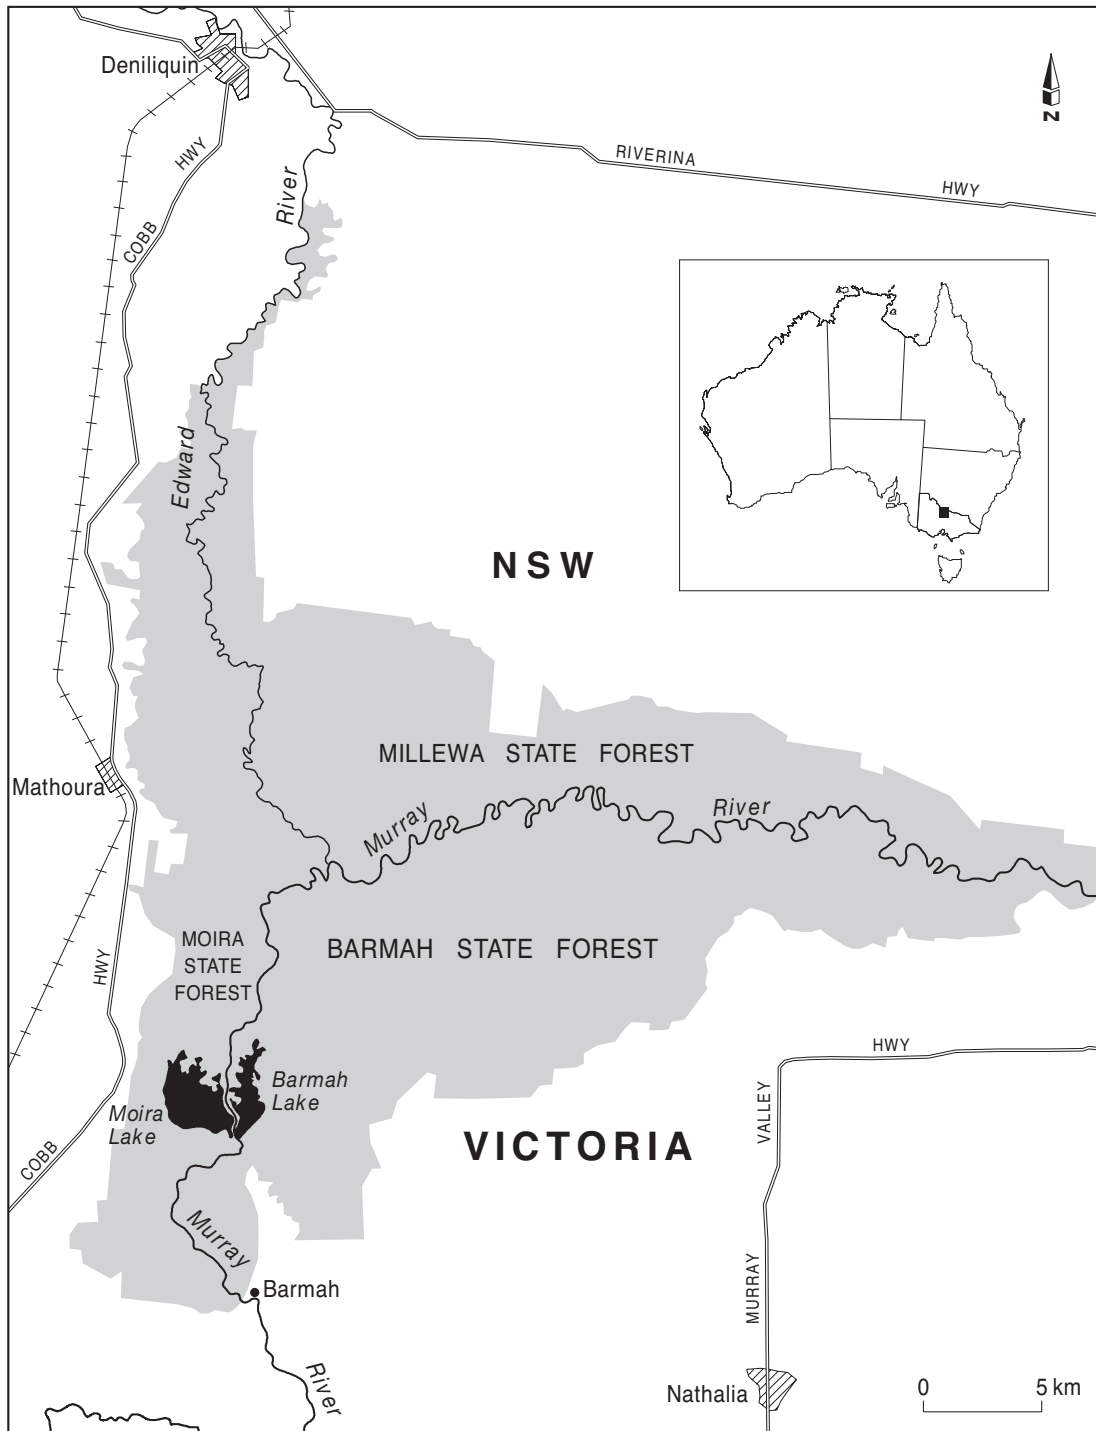 Deniliquin
N
HWY
RIVERINA
HWY
River
COBB
Edward
NSW
MILLEWA STATE FOREST
Mathoura
Murray
River
MOIRA
STATE
FOREST
BARMAH STATE FOREST
HWY
HWY
Barmah
Lake
Moira
Lake
VALLEY
VICTORIA
COBB
Murray
MURRAY
Barmah
River
Nathalia
0 5 km